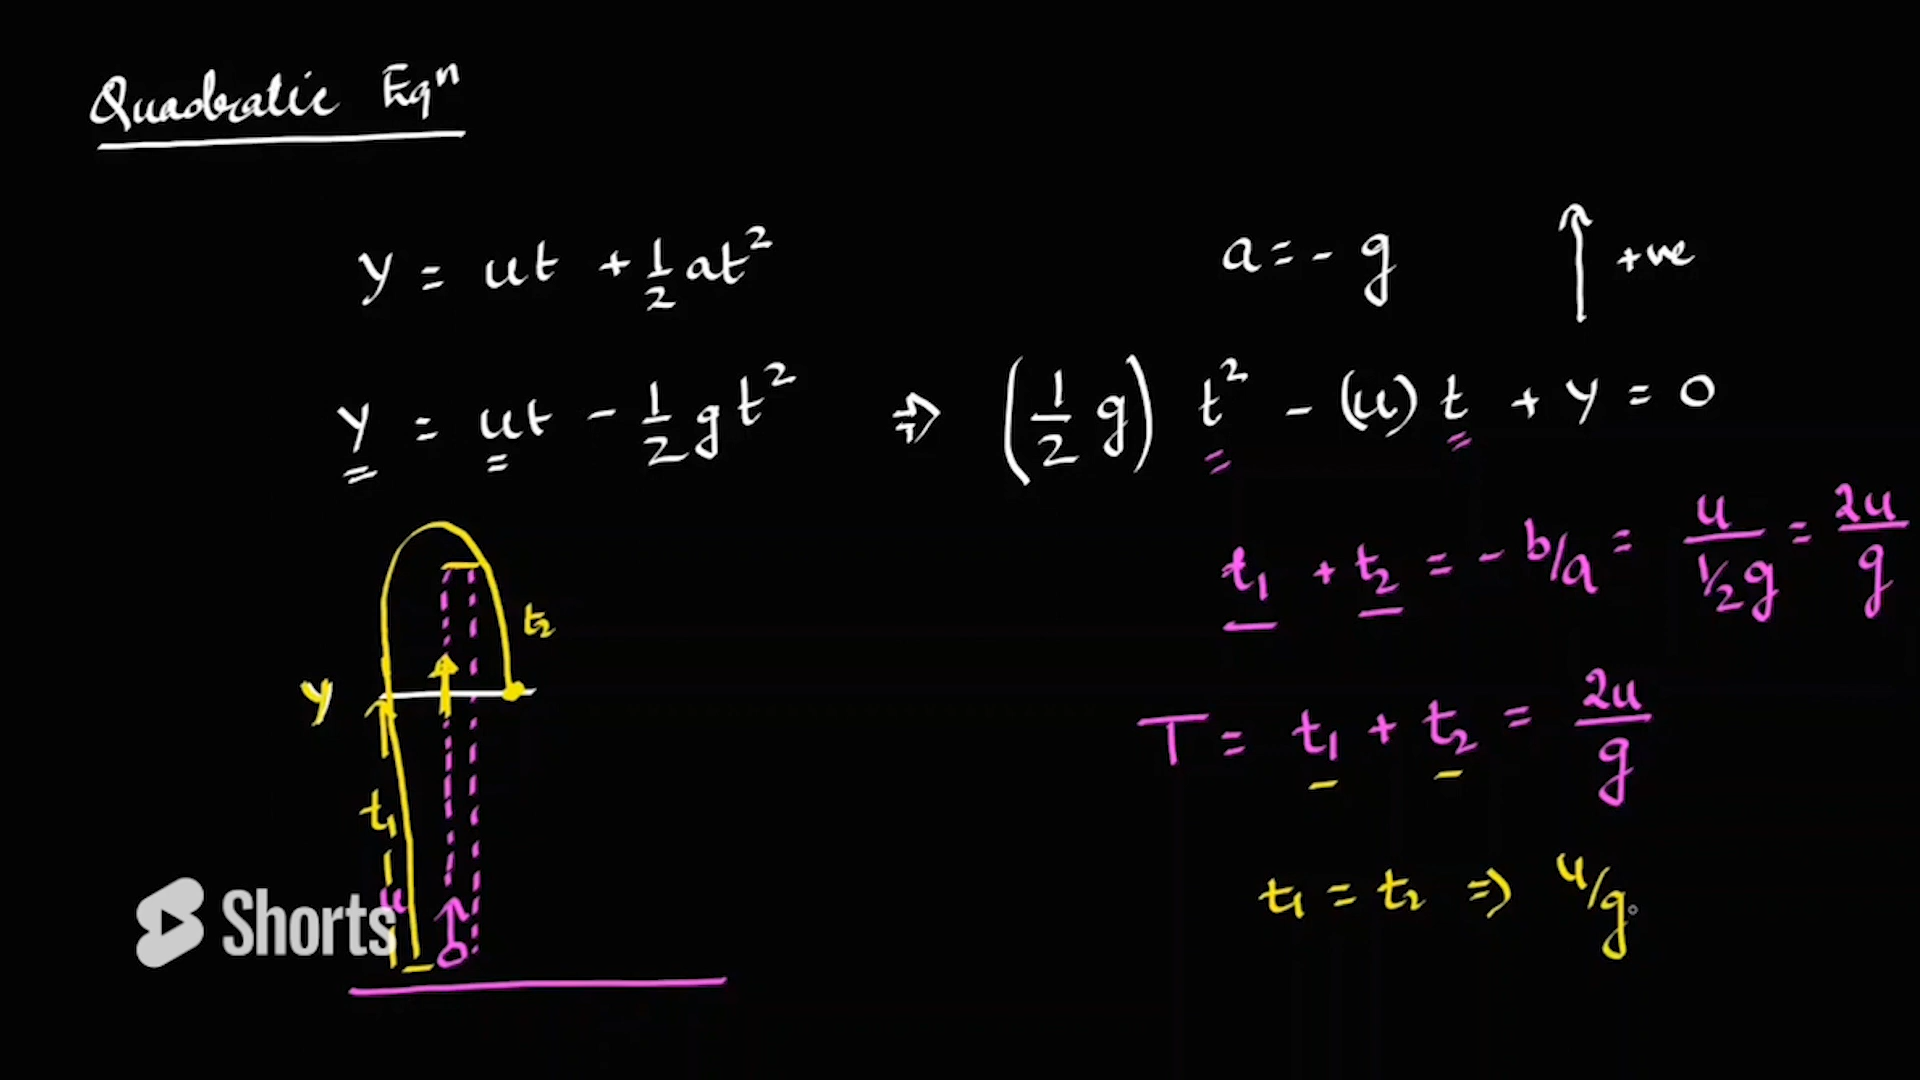 Quadratic Eqⁿ
y = ut + 1/2 at²
a = - g
+ve
y = ut - 1/2 g t² ⇒ (1/2 g) t² - (u) t + y = 0
t₁ + t₂ = - b/a = u / 1/2 g = 2u/g
t₂
y
T = t₁ + t₂ = 2u/g
t₁
t₁ = t₂ ⇒ u/g
u
Shorts